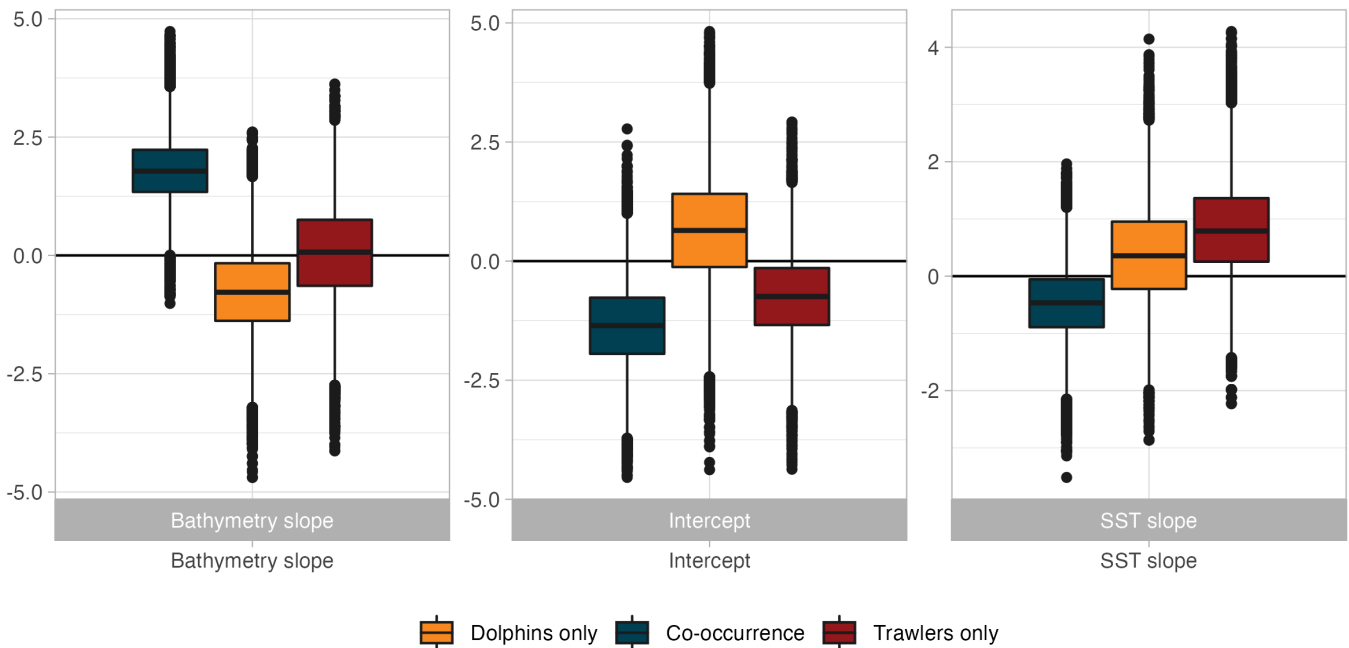 5.0
2.5
0.0
-2.5
-5.0
Bathymetry slope
Bathymetry slope
5.0
2.5
0.0
-2.5
-5.0
Intercept
Intercept
4
2
0
-2
SST slope
SST slope
Dolphins only Co-occurrence Trawlers only